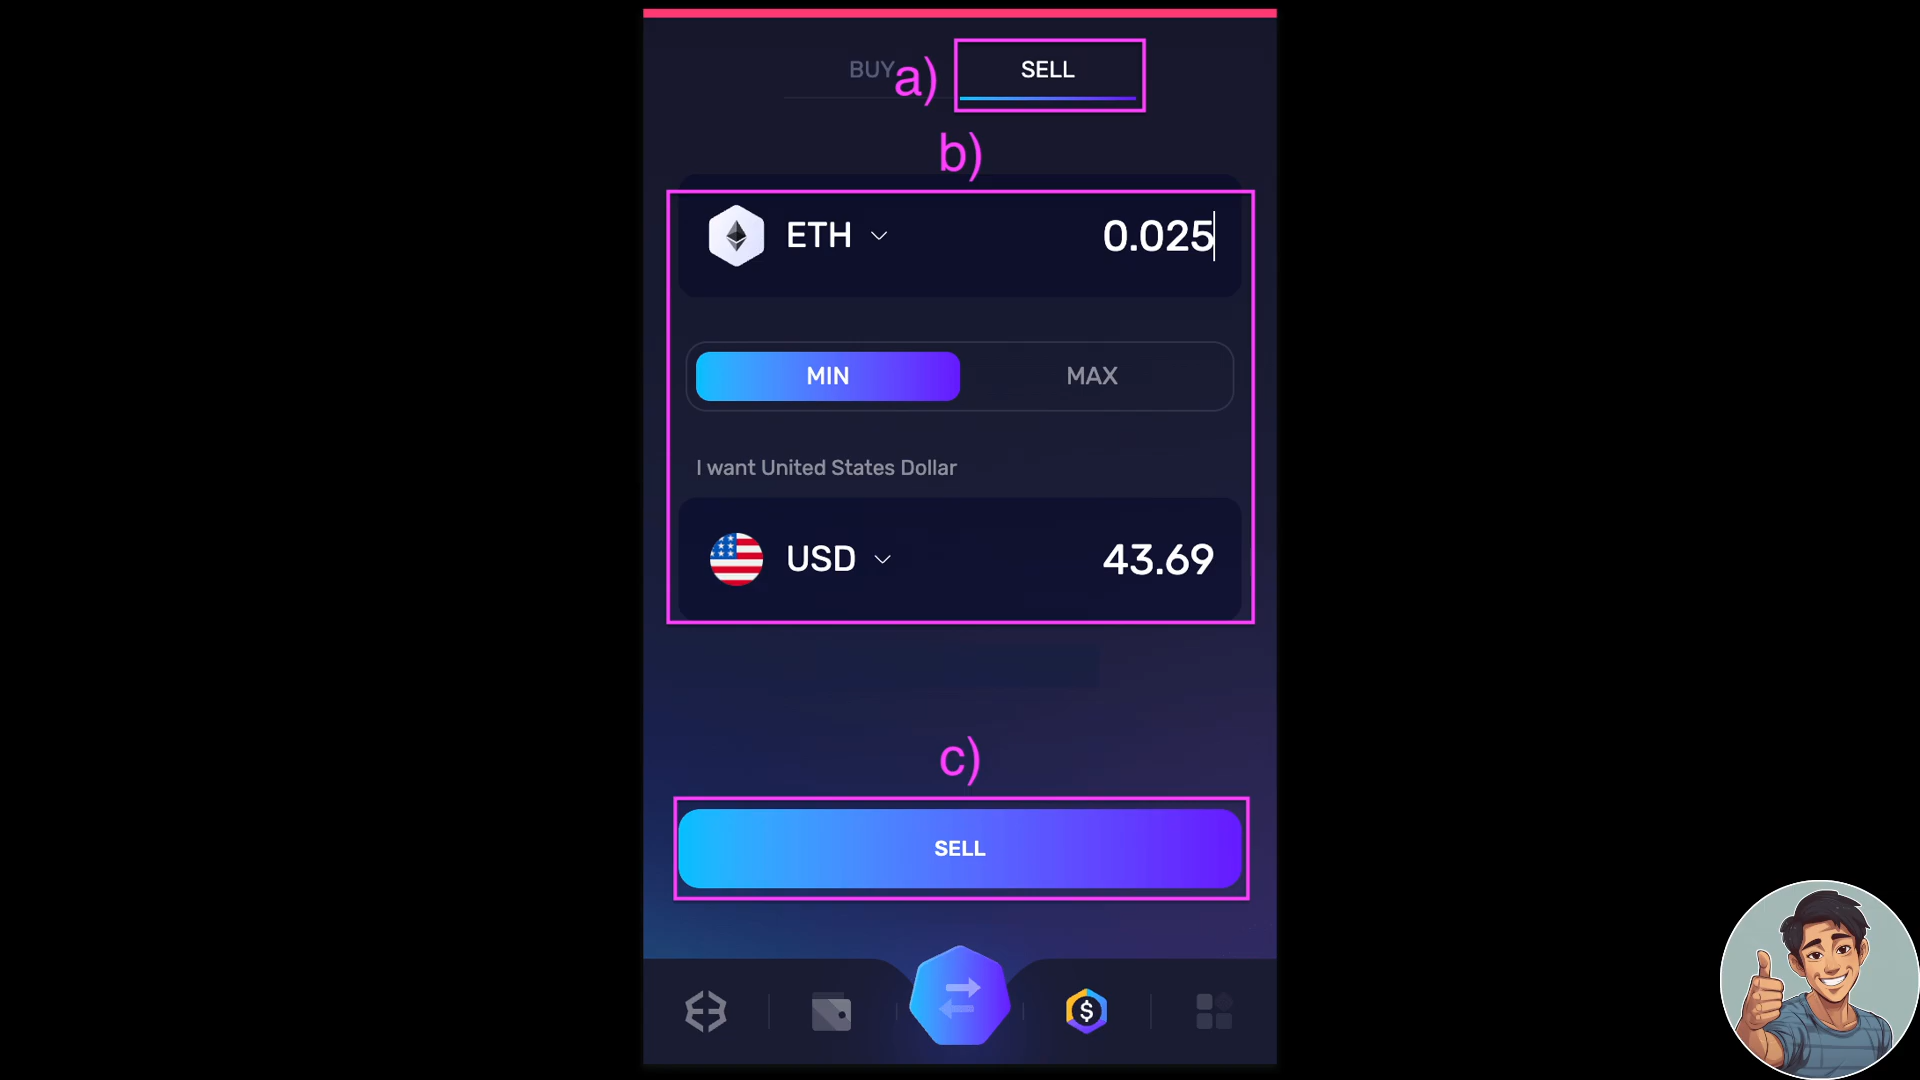 BUY a) SELL
b)
ETH 0.025
MIN MAX
I want United States Dollar
USD 43.69
c)
SELL
$